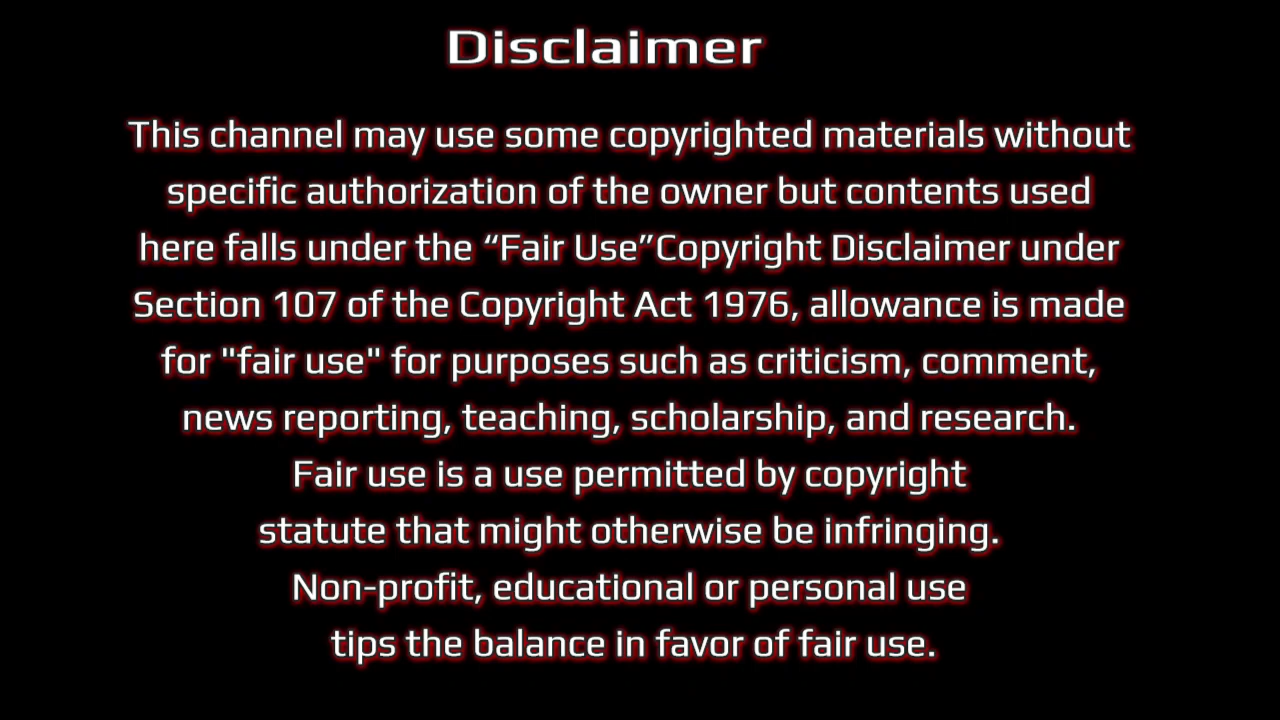 Disclaimer
This channel may use some copyrighted materials without
specific authorization of the owner but contents used
here falls under the “Fair Use”Copyright Disclaimer under
Section 107 of the Copyright Act 1976, allowance is made
for "fair use" for purposes such as criticism, comment,
news reporting, teaching, scholarship, and research.
Fair use is a use permitted by copyright
statute that might otherwise be infringing.
Non-profit, educational or personal use
tips the balance in favor of fair use.